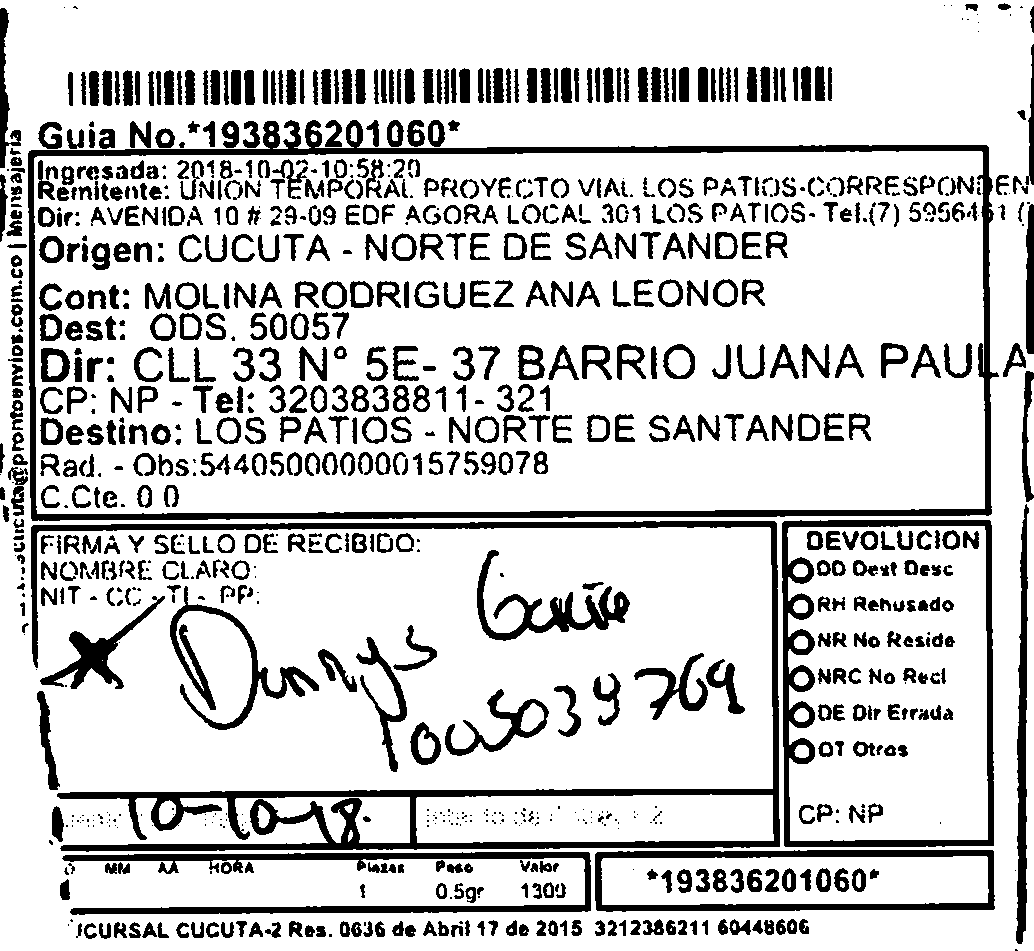 Guia No.*193836201060*
Ingresada: 2018-10-02-10:58:20
Remitente: UNION TEMPORAL PROYECTO VIAL LOS PATIOS-CORRESPONDEN
Dir: AVENIDA 10 # 29-09 EDF AGORA LOCAL 301 LOS PATIOS- Tel.(7) 5956461 (
Origen: CUCUTA - NORTE DE SANTANDER
Cont: MOLINA RODRIGUEZ ANA LEONOR
Dest: ODS. 50057
Dir: CLL 33 N° 5E- 37 BARRIO JUANA PAULA
CP: NP - Tel: 3203838811- 321
Destino: LOS PATIOS - NORTE DE SANTANDER
Rad. - Obs:54405000000015759078
C.Cte. 0 0
@prontoenvios.com.co | mensajeria
FIRMA Y SELLO DE RECIBIDO:
NOMBRE CLARO:
NIT - CC - TI - PP:
Dunnys
1005039769
10-10-18.
DEVOLUCION
DD Dest Desc
RH Rehusado
NR No Reside
NRC No Recl
DE Dir Errada
OT Otros
CP: NP
MM AA HORA
Piezas Peso Valor
1 0.5gr 1300
*193836201060*
CUCUTA-2 Res. 0636 de Abril 17 de 2015 3212386211 60448606